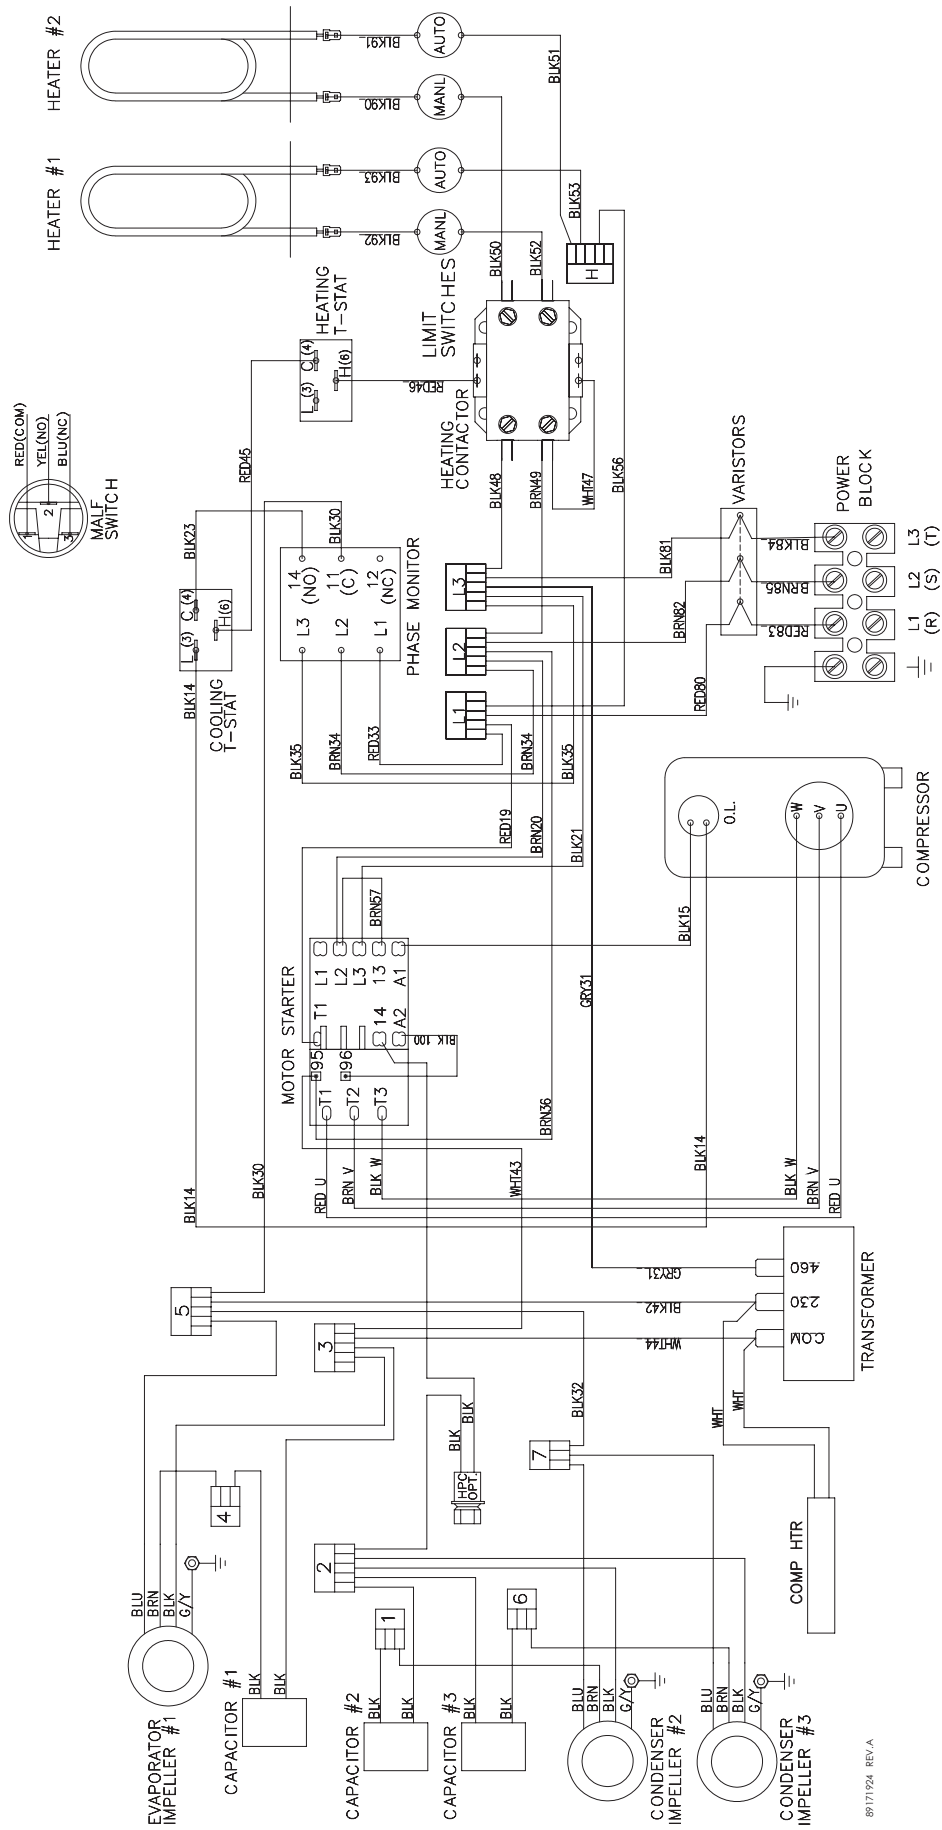 HEATER #2
BLK91
AUTO
BLK51
BLK90
MANL
HEATER #1
BLK93
AUTO
BLK53
BLK92
MANL
BLK50
BLK52
H
HEATING
T-STAT
L (3)
C (4)
H(6)
LIMIT
SWITCHES
RED46
HEATING
CONTACTOR
RED(COM)
YEL(NO)
BLU(NC)
1
2
3
MALF
SWITCH
RED45
BLK48
BRN49
WHT47
BLK56
BLK23
BLK30
VARISTORS
POWER
BLOCK
BLK81
BLK84
L3
(T)
BRN82
BRN85
L2
(S)
RED80
RED83
L1
(R)
L (3)
C (4)
H(6)
COOLING
T-STAT
BLK14
14
(NO)
11
(C)
12
(NC)
L3
L2
L1
PHASE MONITOR
L3
L2
L1
BLK35
BRN34
RED33
BRN34
BLK35
RED19
BRN20
BLK21
BRN57
MOTOR STARTER
L1
L2
L3
13
A1
T1
14
A2
95
96
BLK 100
T1
T2
T3
BLK15
GRY31
O.L.
W
V
U
COMPRESSOR
BRN36
BLK14
BLK14
BLK30
RED U
BRN V
BLK W
WHT43
BLK W
BRN V
RED U
5
3
GRY31
BLK42
WHT44
460
230
COM
TRANSFORMER
BLK32
BLK
BLK
HPC
OPT.
7
WHT
WHT
4
2
COMP HTR
BLU
BRN
BLK
G/Y
EVAPORATOR
IMPELLER #1
BLK
BLK
CAPACITOR #1
1
6
BLK
BLK
CAPACITOR #2
BLK
BLK
CAPACITOR #3
BLU
BRN
BLK
G/Y
CONDENSER
IMPELLER #2
BLU
BRN
BLK
G/Y
CONDENSER
IMPELLER #3
89171924 REV.A